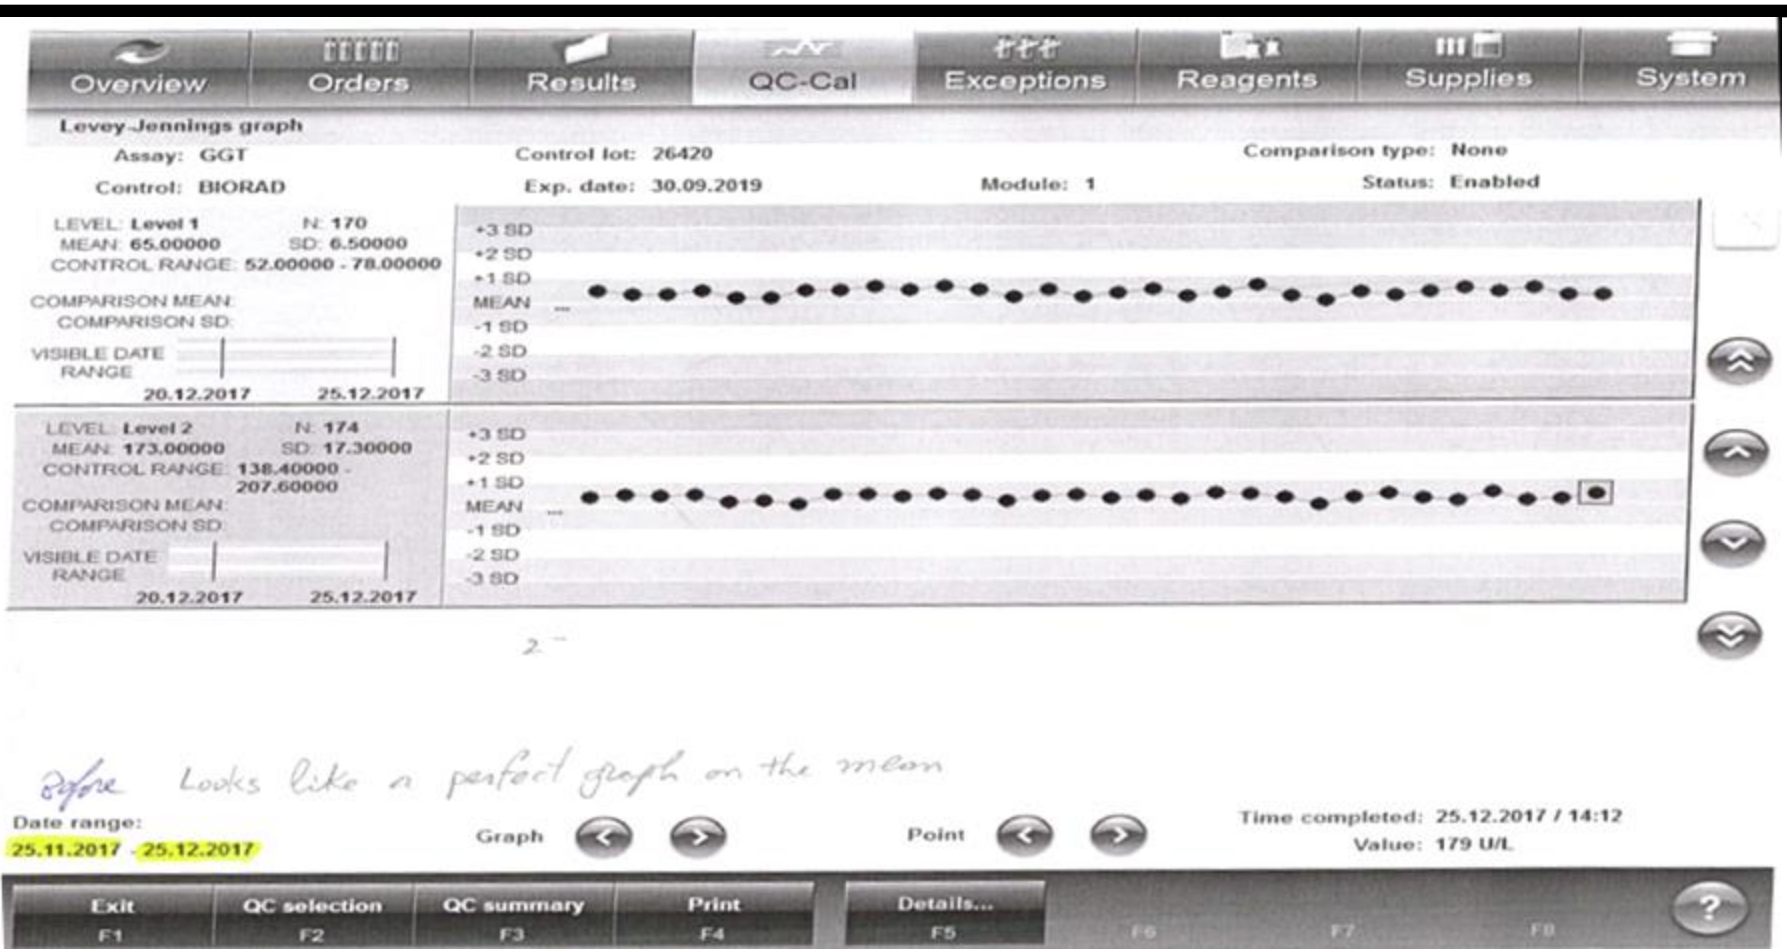 Overview Orders Results QC-Cal Exceptions Reagents Supplies System
Levey-Jennings graph
Assay: GGT Control lot: 26420 Comparison type: None
Control: BIORAD Exp. date: 30.09.2019 Module: 1 Status: Enabled
LEVEL: Level 1 N: 170
MEAN: 65.00000 SD: 6.50000
CONTROL RANGE: 52.00000 - 78.00000
COMPARISON MEAN:
COMPARISON SD:
VISIBLE DATE
RANGE
20.12.2017 25.12.2017
+3 SD
+2 SD
+1 SD
MEAN ...
-1 SD
-2 SD
-3 SD
LEVEL: Level 2 N: 174
MEAN: 173.00000 SD: 17.30000
CONTROL RANGE: 138.40000 -
207.60000
COMPARISON MEAN:
COMPARISON SD:
VISIBLE DATE
RANGE
20.12.2017 25.12.2017
+3 SD
+2 SD
+1 SD
MEAN ...
-1 SD
-2 SD
-3 SD
2 -
Before Looks like a perfect graph on the mean
Date range:
25.11.2017 - 25.12.2017
Graph Point
Time completed: 25.12.2017 / 14:12
Value: 179 U/L
Exit QC selection QC summary Print Details...
F1 F2 F3 F4 F5 F6 F7 F8
?